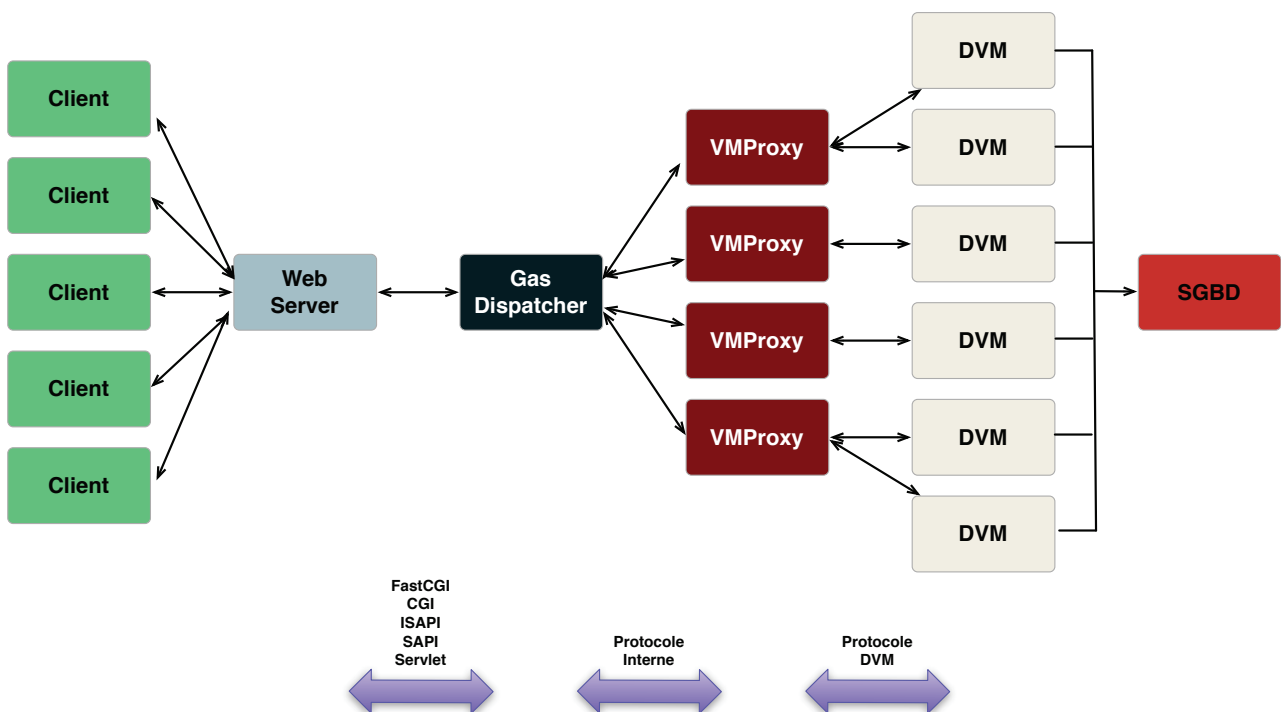 Client
Client
Client
Client
Client
Web
Server
Gas
Dispatcher
VMProxy
VMProxy
VMProxy
VMProxy
DVM
DVM
DVM
DVM
DVM
DVM
SGBD
FastCGI
CGI
ISAPI
SAPI
Servlet
Protocole
Interne
Protocole
DVM